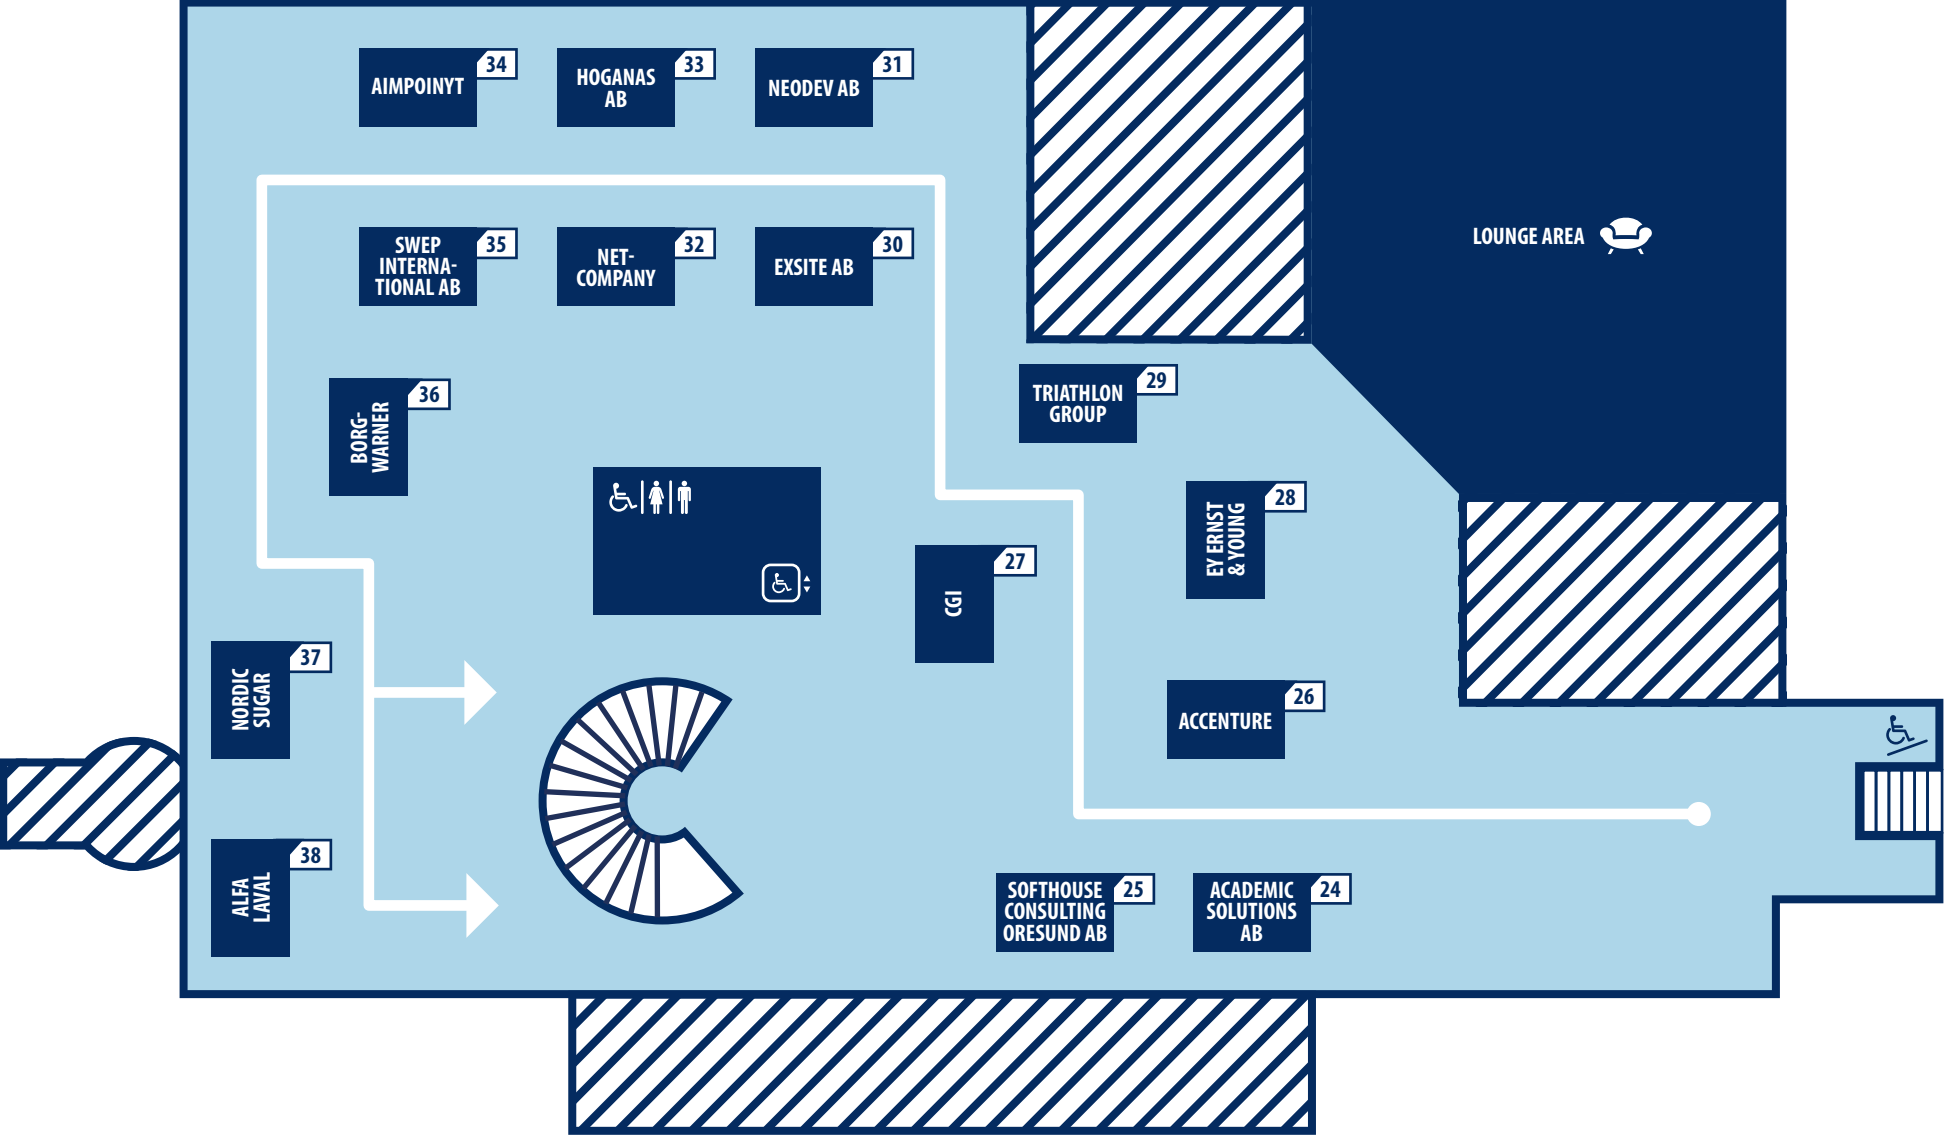 AIMPOINYT
34
HOGANAS
AB
33
NEODEV AB
31
SWEP
INTERNA-
TIONAL AB
35
NET-
COMPANY
32
EXSITE AB
30
LOUNGE AREA
BORG-
WARNER
36
TRIATHLON
GROUP
29
EY ERNST
& YOUNG
28
CGI
27
NORDIC
SUGAR
37
ACCENTURE
26
ALFA
LAVAL
38
SOFTHOUSE
CONSULTING
ORESUND AB
25
ACADEMIC
SOLUTIONS
AB
24